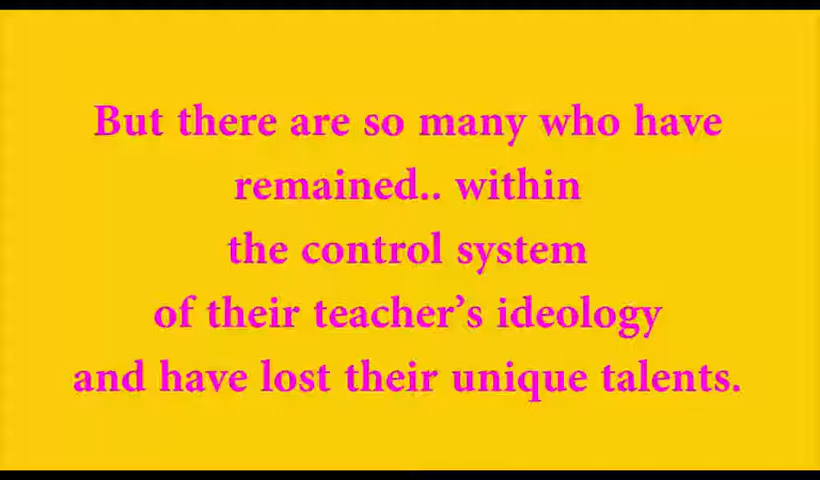 But there are so many who have
remained.. within
the control system
of their teacher’s ideology
and have lost their unique talents.